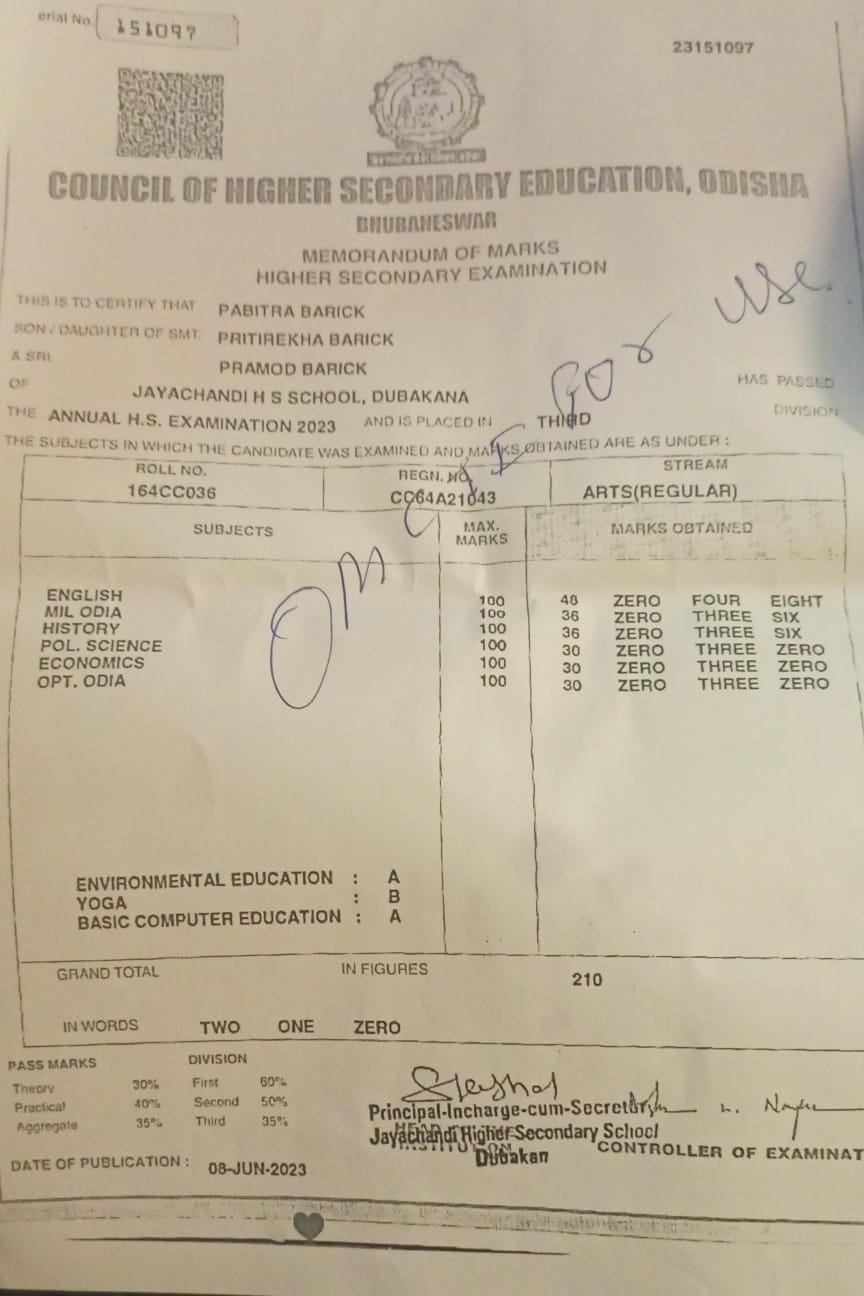 erial No. 151097
23151097
COUNCIL OF HIGHER SECONDARY EDUCATION, ODISHA
BHUBANESWAR
MEMORANDUM OF MARKS
HIGHER SECONDARY EXAMINATION
THIS IS TO CERTIFY THAT PABITRA BARICK
SON / DAUGHTER OF SMT. PRITIREKHA BARICK
& SRI PRAMOD BARICK
OF JAYACHANDI H S SCHOOL, DUBAKANA HAS PASSED
THE ANNUAL H.S. EXAMINATION 2023 AND IS PLACED IN THIRD DIVISION
THE SUBJECTS IN WHICH THE CANDIDATE WAS EXAMINED AND MARKS OBTAINED ARE AS UNDER :
ROLL NO. REGN. NO. STREAM
164CC036 CC64A21043 ARTS(REGULAR)
SUBJECTS MAX. MARKS MARKS OBTAINED
ENGLISH 100 48 ZERO FOUR EIGHT
MIL ODIA 100 36 ZERO THREE SIX
HISTORY 100 36 ZERO THREE SIX
POL. SCIENCE 100 30 ZERO THREE ZERO
ECONOMICS 100 30 ZERO THREE ZERO
OPT. ODIA 100 30 ZERO THREE ZERO
For use
ENVIRONMENTAL EDUCATION : A
YOGA : B
BASIC COMPUTER EDUCATION : A
GRAND TOTAL IN FIGURES 210
IN WORDS TWO ONE ZERO
PASS MARKS DIVISION
Theory 30% First 60%
Practical 40% Second 50%
Aggregate 35% Third 35%
Principal-Incharge-cum-Secretary
Jayachandi Higher Secondary School
Dubakan
CONTROLLER OF EXAMINAT
DATE OF PUBLICATION : 08-JUN-2023